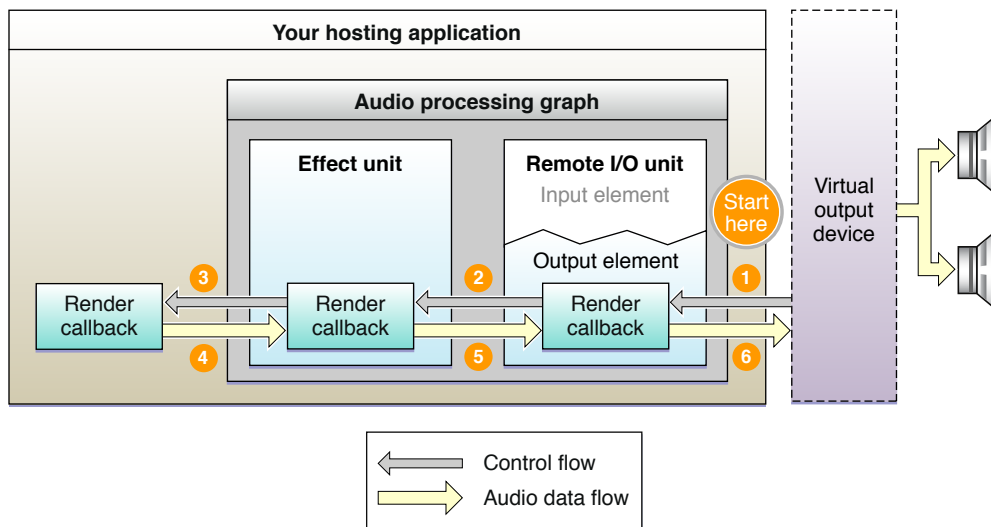 Your hosting application
Audio processing graph
Effect unit
Remote I/O unit
Input element
Start
here
Virtual
output
device
Output element
3
2
1
Render
callback
Render
callback
Render
callback
4
5
6
Control flow
Audio data flow